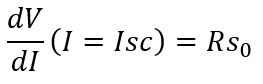 dV/dI (I = Isc) = Rs₀